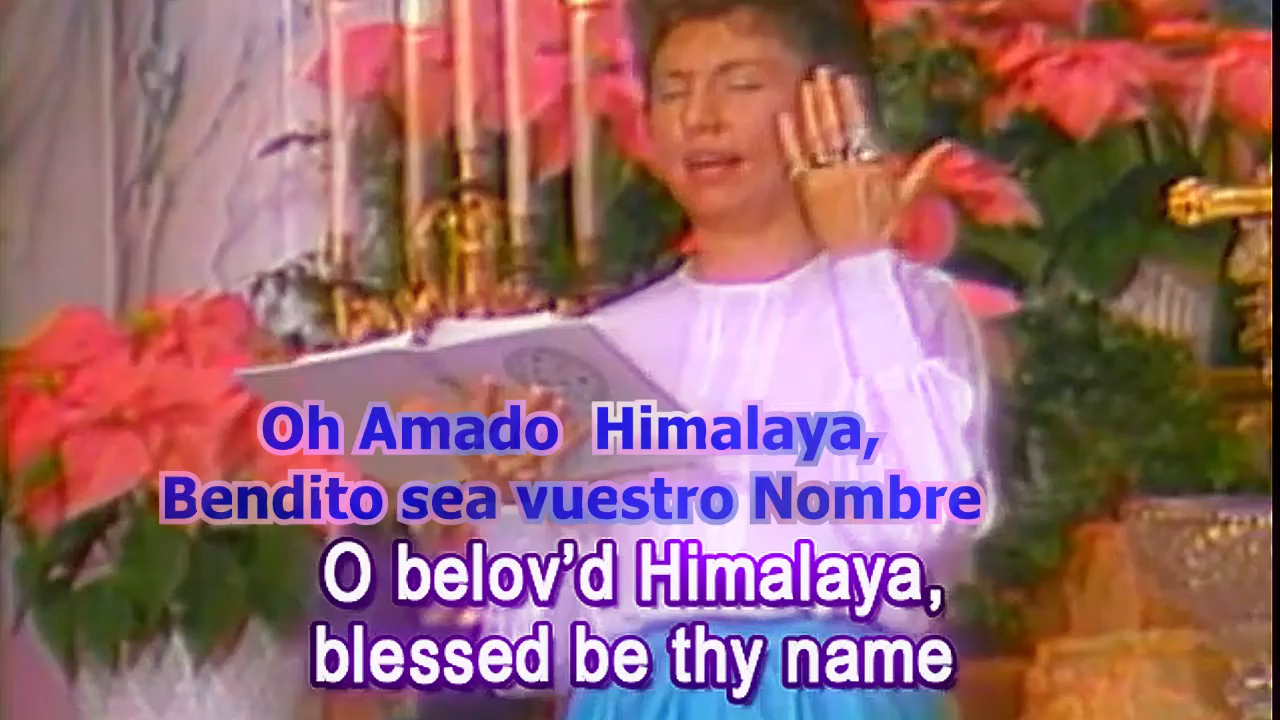 Oh Amado Himalaya,
Bendito sea vuestro Nombre
O belov’d Himalaya,
blessed be thy name